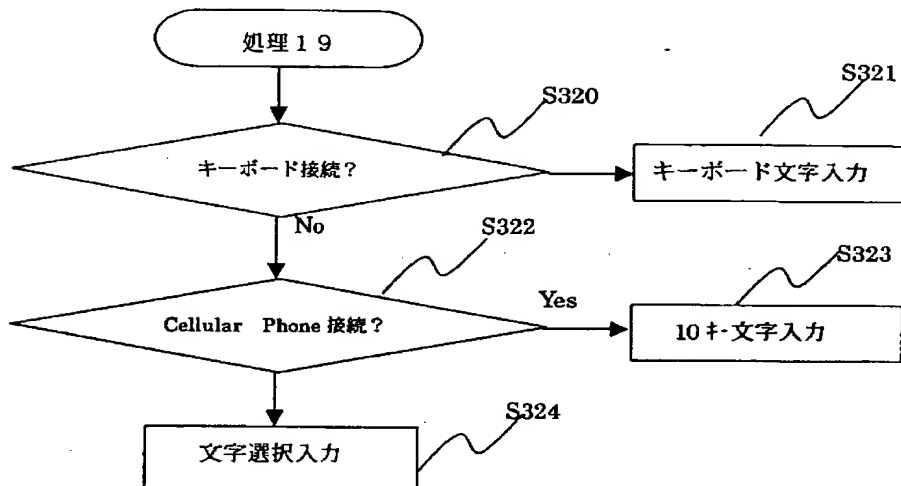 処理１９
S320
S321
キーボード接続？
キーボード文字入力
No
S322
S323
Cellular Phone 接続？
Yes
10ｷｰ文字入力
S324
文字選択入力